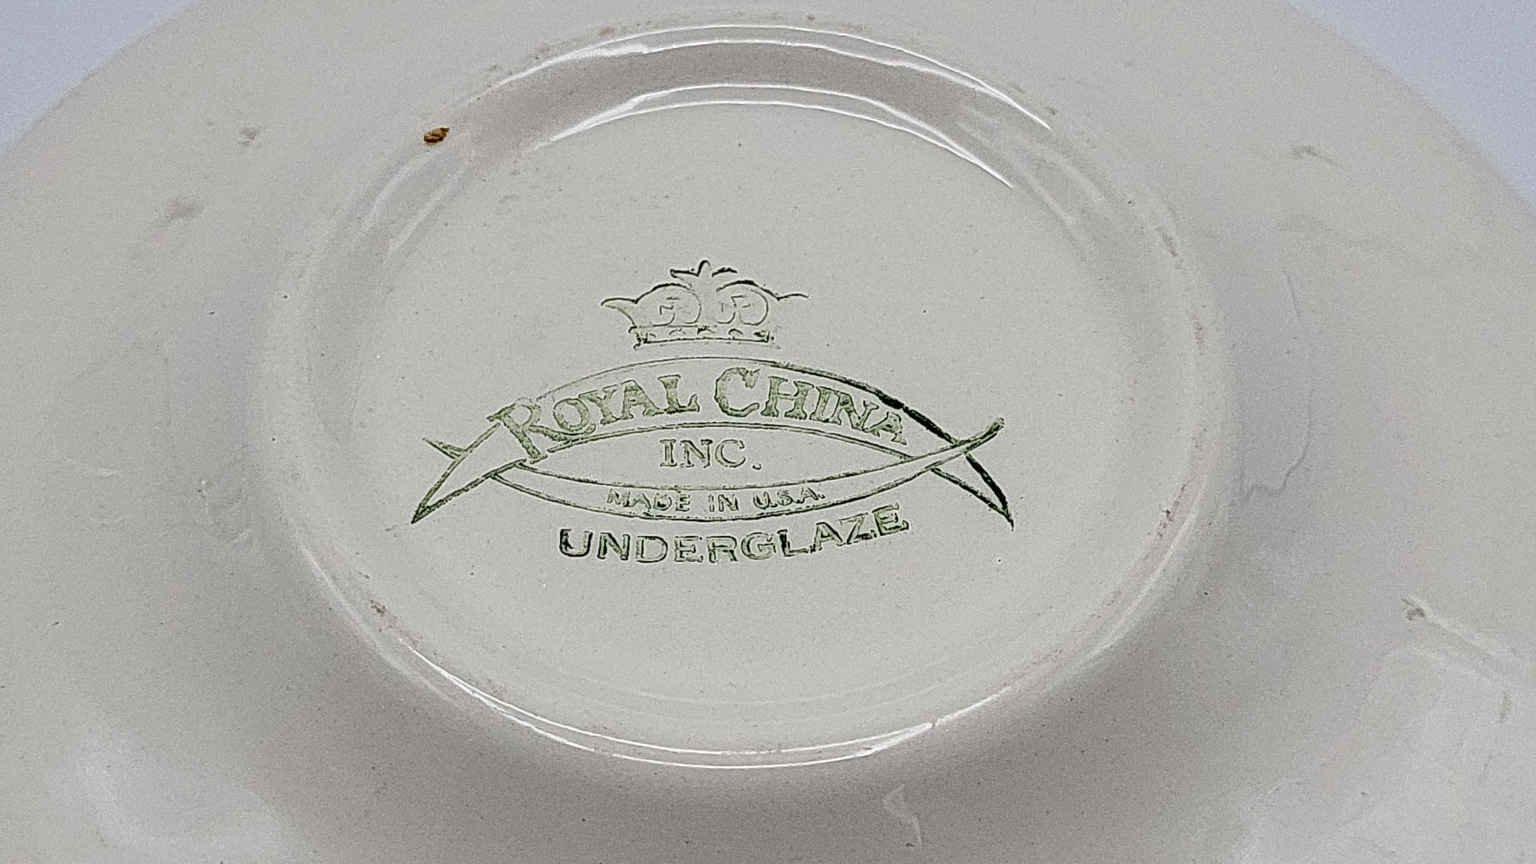 ROYAL CHINA
INC.
MADE IN U.S.A.
UNDERGLAZE